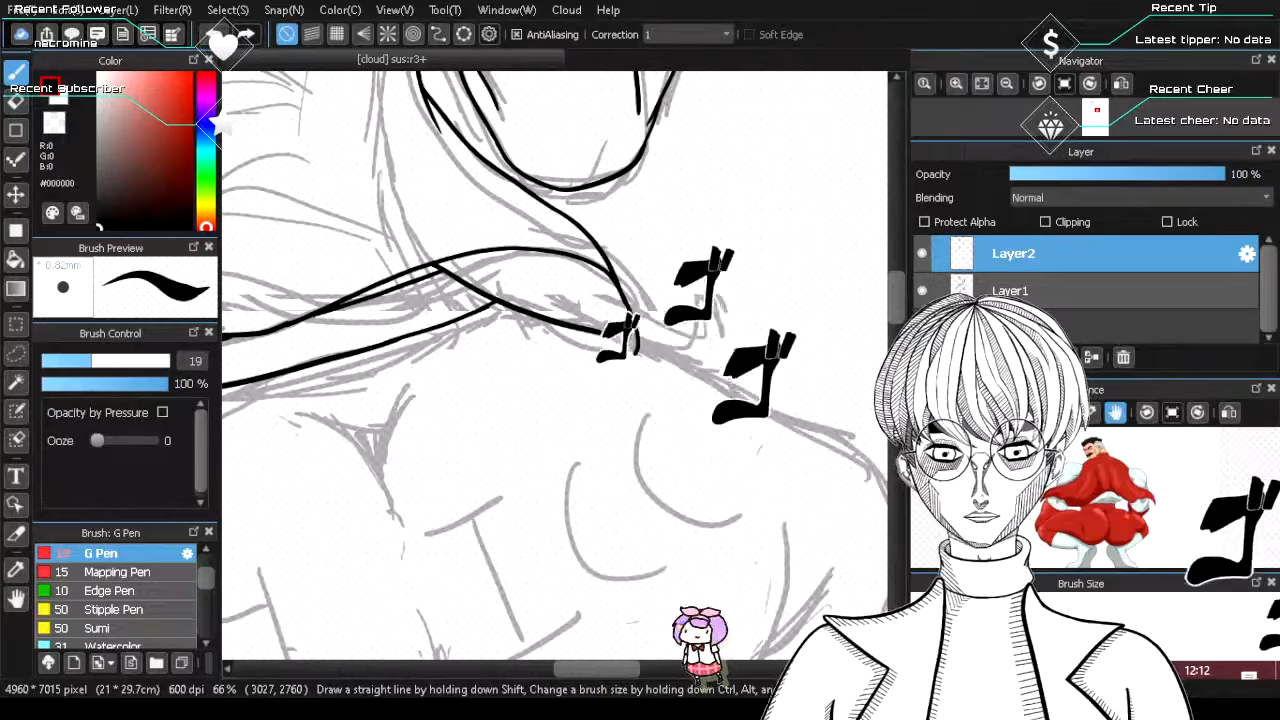 Recent Follower
Layer(L)
Filter(R)
Select(S)
Snap(N)
Color(C)
View(V)
Tool(T)
Window(W)
Cloud
Help
Recent Tip
necromine
AntiAliasing
Correction
1
Soft Edge
Latest tipper: No data
Color
[cloud] sus:r3+
Navigator
Recent Subscriber
Recent Cheer
Latest cheer: No data
R:0
G:0
B:0
#000000
Layer
Opacity
100 %
Blending
Normal
Protect Alpha
Clipping
Lock
Brush Preview
* 0.82mm
Layer2
Layer1
Brush Control
19
100 %
Opacity by Pressure
Ooze
0
Brush: G Pen
19 G Pen
15 Mapping Pen
10 Edge Pen
50 Stipple Pen
50 Sumi
31 Watercolor
Brush Size
12:12
4960 * 7015 pixel (21 * 29.7cm) 600 dpi 66 % ( 3027, 2760) Draw a straight line by holding down Shift, Change a brush size by holding down Ctrl, Alt, an